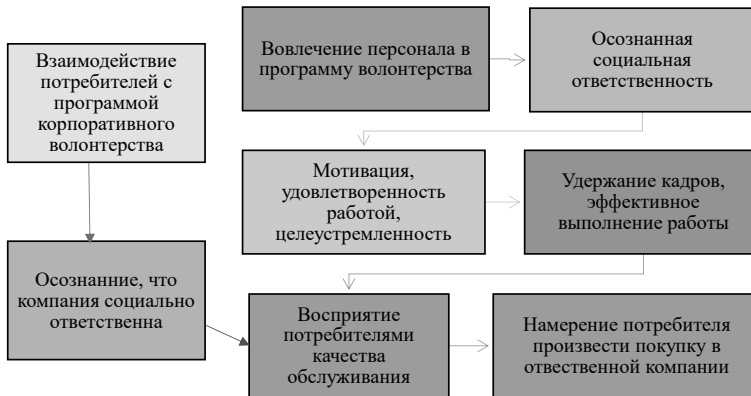 Взаимодействие
потребителей с
программой
корпоративного
волонтерства
Вовлечение персонала в
программу волонтерства
Осознанная
социальная
ответственность
Мотивация,
удовлетворенность
работой,
целеустремленность
Удержание кадров,
эффективное
выполнение работы
Осознанние, что
компания социально
ответственна
Восприятие
потребителями
качества
обслуживания
Намерение потребителя
произвести покупку в
отвественной компании